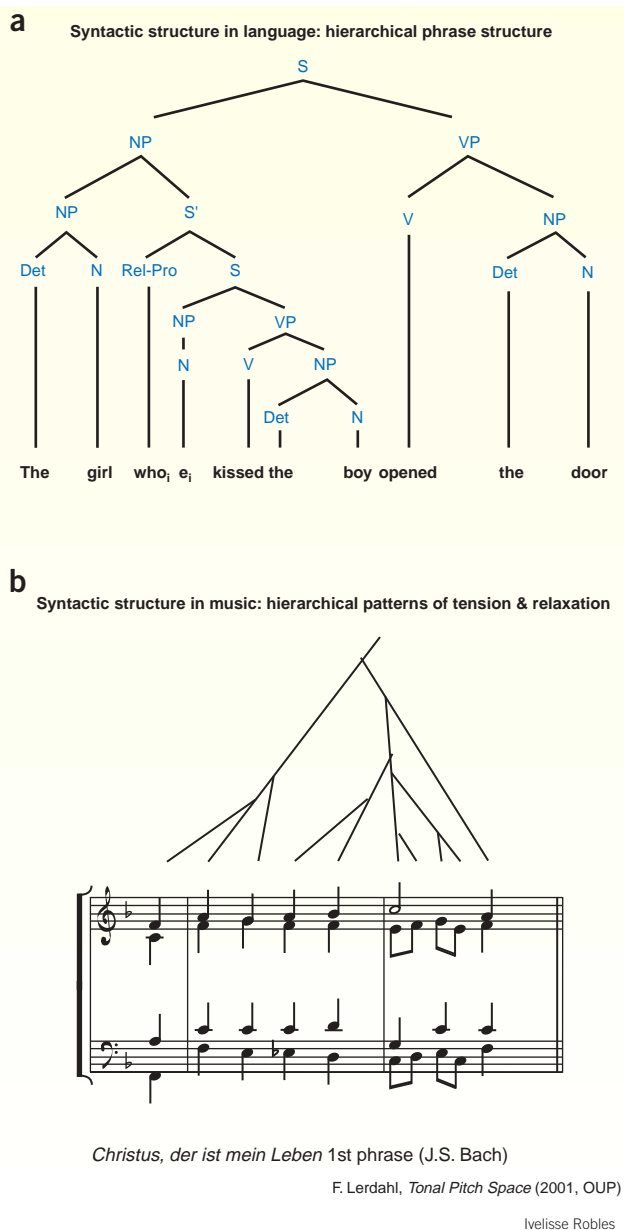 a
Syntactic structure in language: hierarchical phrase structure
S
NP VP
NP S' V NP
Det N Rel-Pro S Det N
NP VP
N V NP
Det N
The girl whoi ei kissed the boy opened the door
b
Syntactic structure in music: hierarchical patterns of tension & relaxation
Christus, der ist mein Leben 1st phrase (J.S. Bach)
F. Lerdahl, Tonal Pitch Space (2001, OUP)
Ivelisse Robles